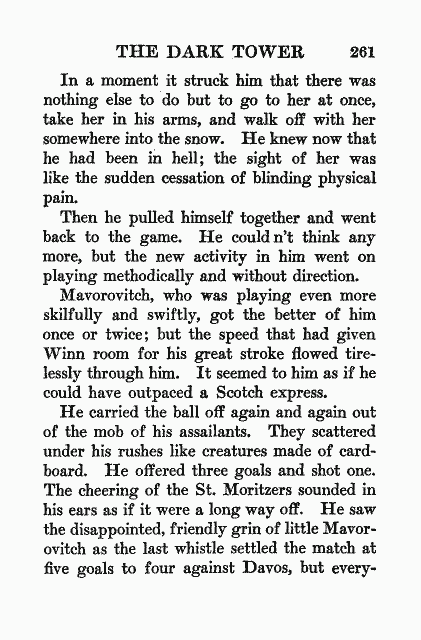 THE DARK TOWER 261
In a moment it struck him that there was
nothing else to do but to go to her at once,
take her in his arms, and walk off with her
somewhere into the snow. He knew now that
he had been in hell; the sight of her was
like the sudden cessation of blinding physical
pain.
Then he pulled himself together and went
back to the game. He couldn't think any
more, but the new activity in him went on
playing methodically and without direction.
Mavorovitch, who was playing even more
skilfully and swiftly, got the better of him
once or twice; but the speed that had given
Winn room for his great stroke flowed tire-
lessly through him. It seemed to him as if he
could have outpaced a Scotch express.
He carried the ball off again and again out
of the mob of his assailants. They scattered
under his rushes like creatures made of card-
board. He offered three goals and shot one.
The cheering of the St. Moritzers sounded in
his ears as if it were a long way off. He saw
the disappointed, friendly grin of little Mavor-
ovitch as the last whistle settled the match at
five goals to four against Davos, but every-